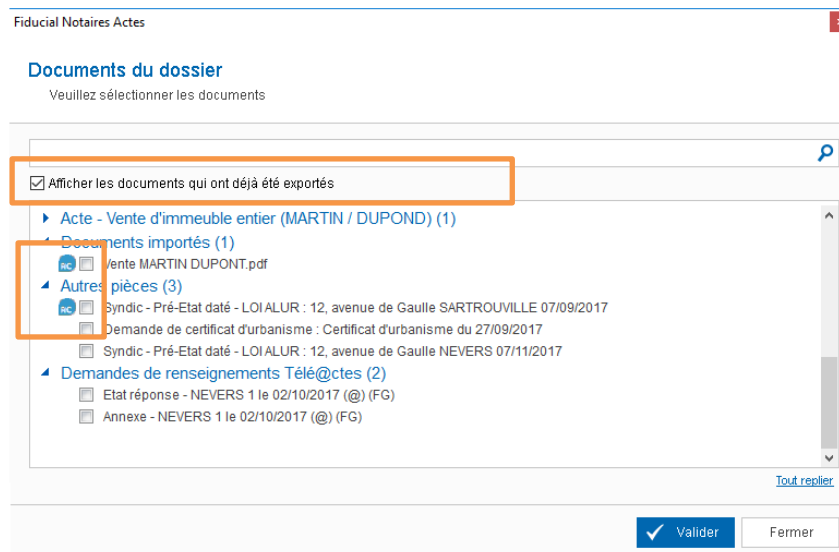 Fiducial Notaires Actes
Documents du dossier
Veuillez sélectionner les documents
Afficher les documents qui ont déjà été exportés
Acte - Vente d'immeuble entier (MARTIN / DUPOND) (1)
Documents importés (1)
Vente MARTIN DUPONT.pdf
Autres pièces (3)
Syndic - Pré-Etat daté - LOI ALUR : 12, avenue de Gaulle SARTROUVILLE 07/09/2017
Demande de certificat d'urbanisme : Certificat d'urbanisme du 27/09/2017
Syndic - Pré-Etat daté - LOI ALUR : 12, avenue de Gaulle NEVERS 07/11/2017
Demandes de renseignements Télé@ctes (2)
Etat réponse - NEVERS 1 le 02/10/2017 (@) (FG)
Annexe - NEVERS 1 le 02/10/2017 (@) (FG)
Tout replier
Valider
Fermer